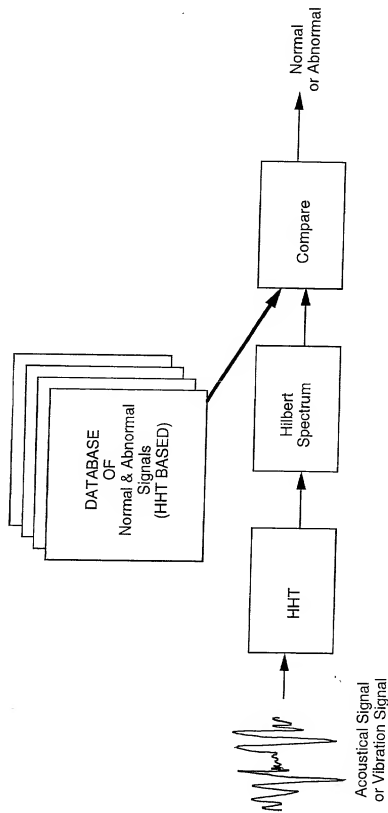 DATABASE
OF
Normal & Abnormal
Signals
(HHT BASED)
Acoustical Signal
or Vibration Signal
HHT
Hilbert
Spectrum
Compare
Normal
or Abnormal